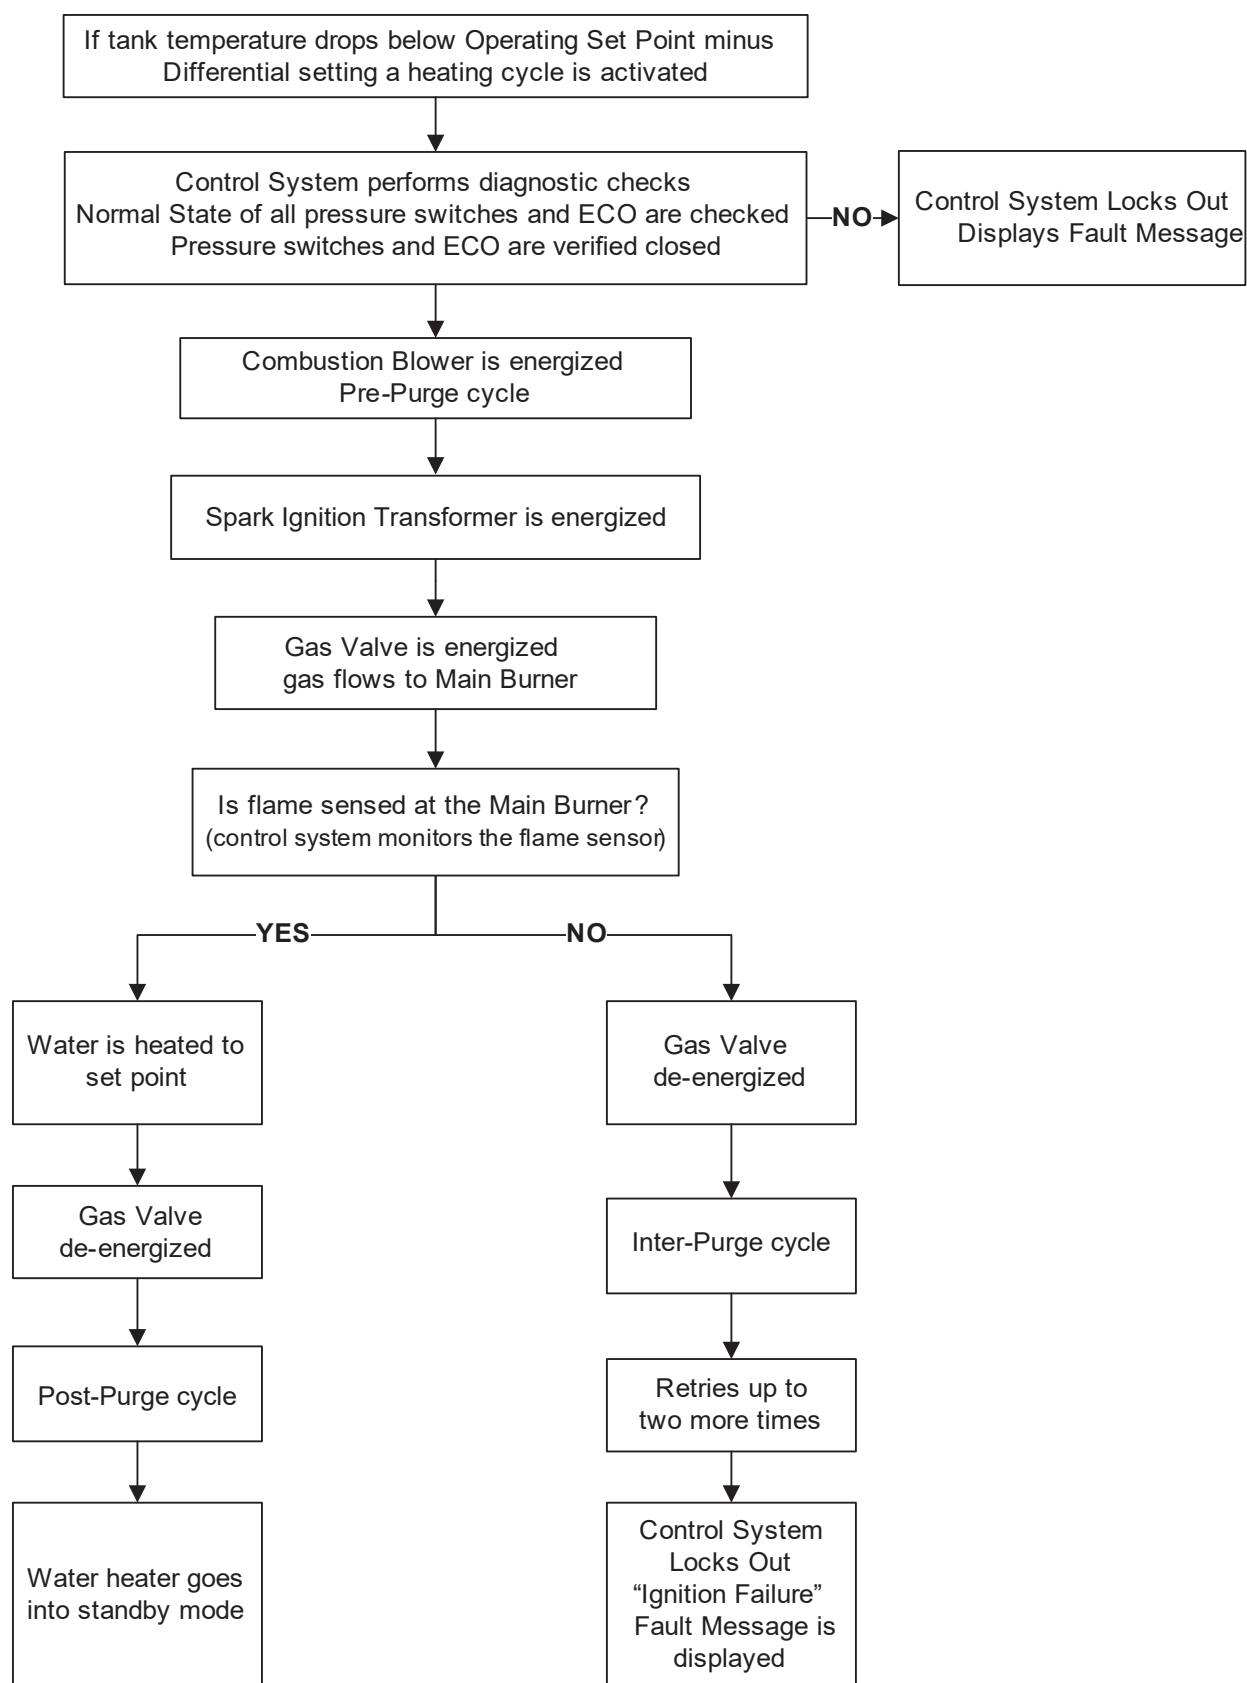 If tank temperature drops below Operating Set Point minus
Differential setting a heating cycle is activated
Control System performs diagnostic checks
Normal State of all pressure switches and ECO are checked
Pressure switches and ECO are verified closed
NO
Control System Locks Out
Displays Fault Message
Combustion Blower is energized
Pre-Purge cycle
Spark Ignition Transformer is energized
Gas Valve is energized
gas flows to Main Burner
Is flame sensed at the Main Burner?
(control system monitors the flame sensor)
YES
NO
Water is heated to
set point
Gas Valve
de-energized
Post-Purge cycle
Water heater goes
into standby mode
Gas Valve
de-energized
Inter-Purge cycle
Retries up to
two more times
Control System
Locks Out
“Ignition Failure”
Fault Message is
displayed